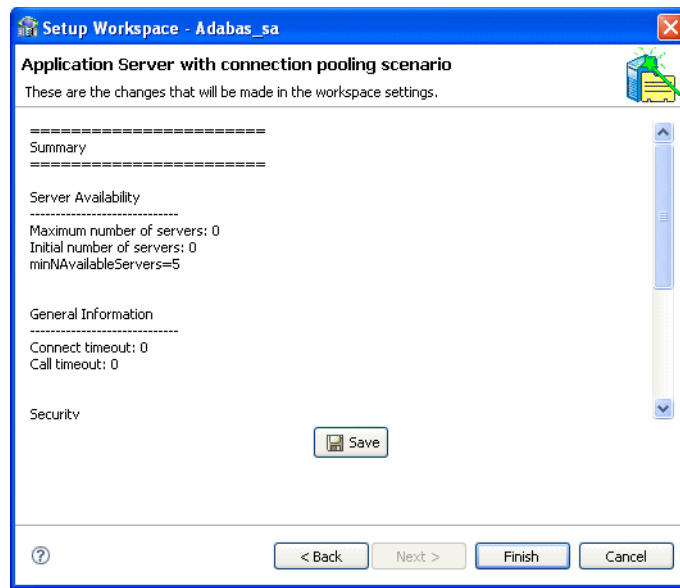 Setup Workspace - Adabas_sa
Application Server with connection pooling scenario
These are the changes that will be made in the workspace settings.
=======================
Summary
=======================
Server Availability
-----------------------------
Maximum number of servers: 0
Initial number of servers: 0
minNAvailableServers=5
General Information
-----------------------------
Connect timeout: 0
Call timeout: 0
Security
Save
?
< Back
Next >
Finish
Cancel